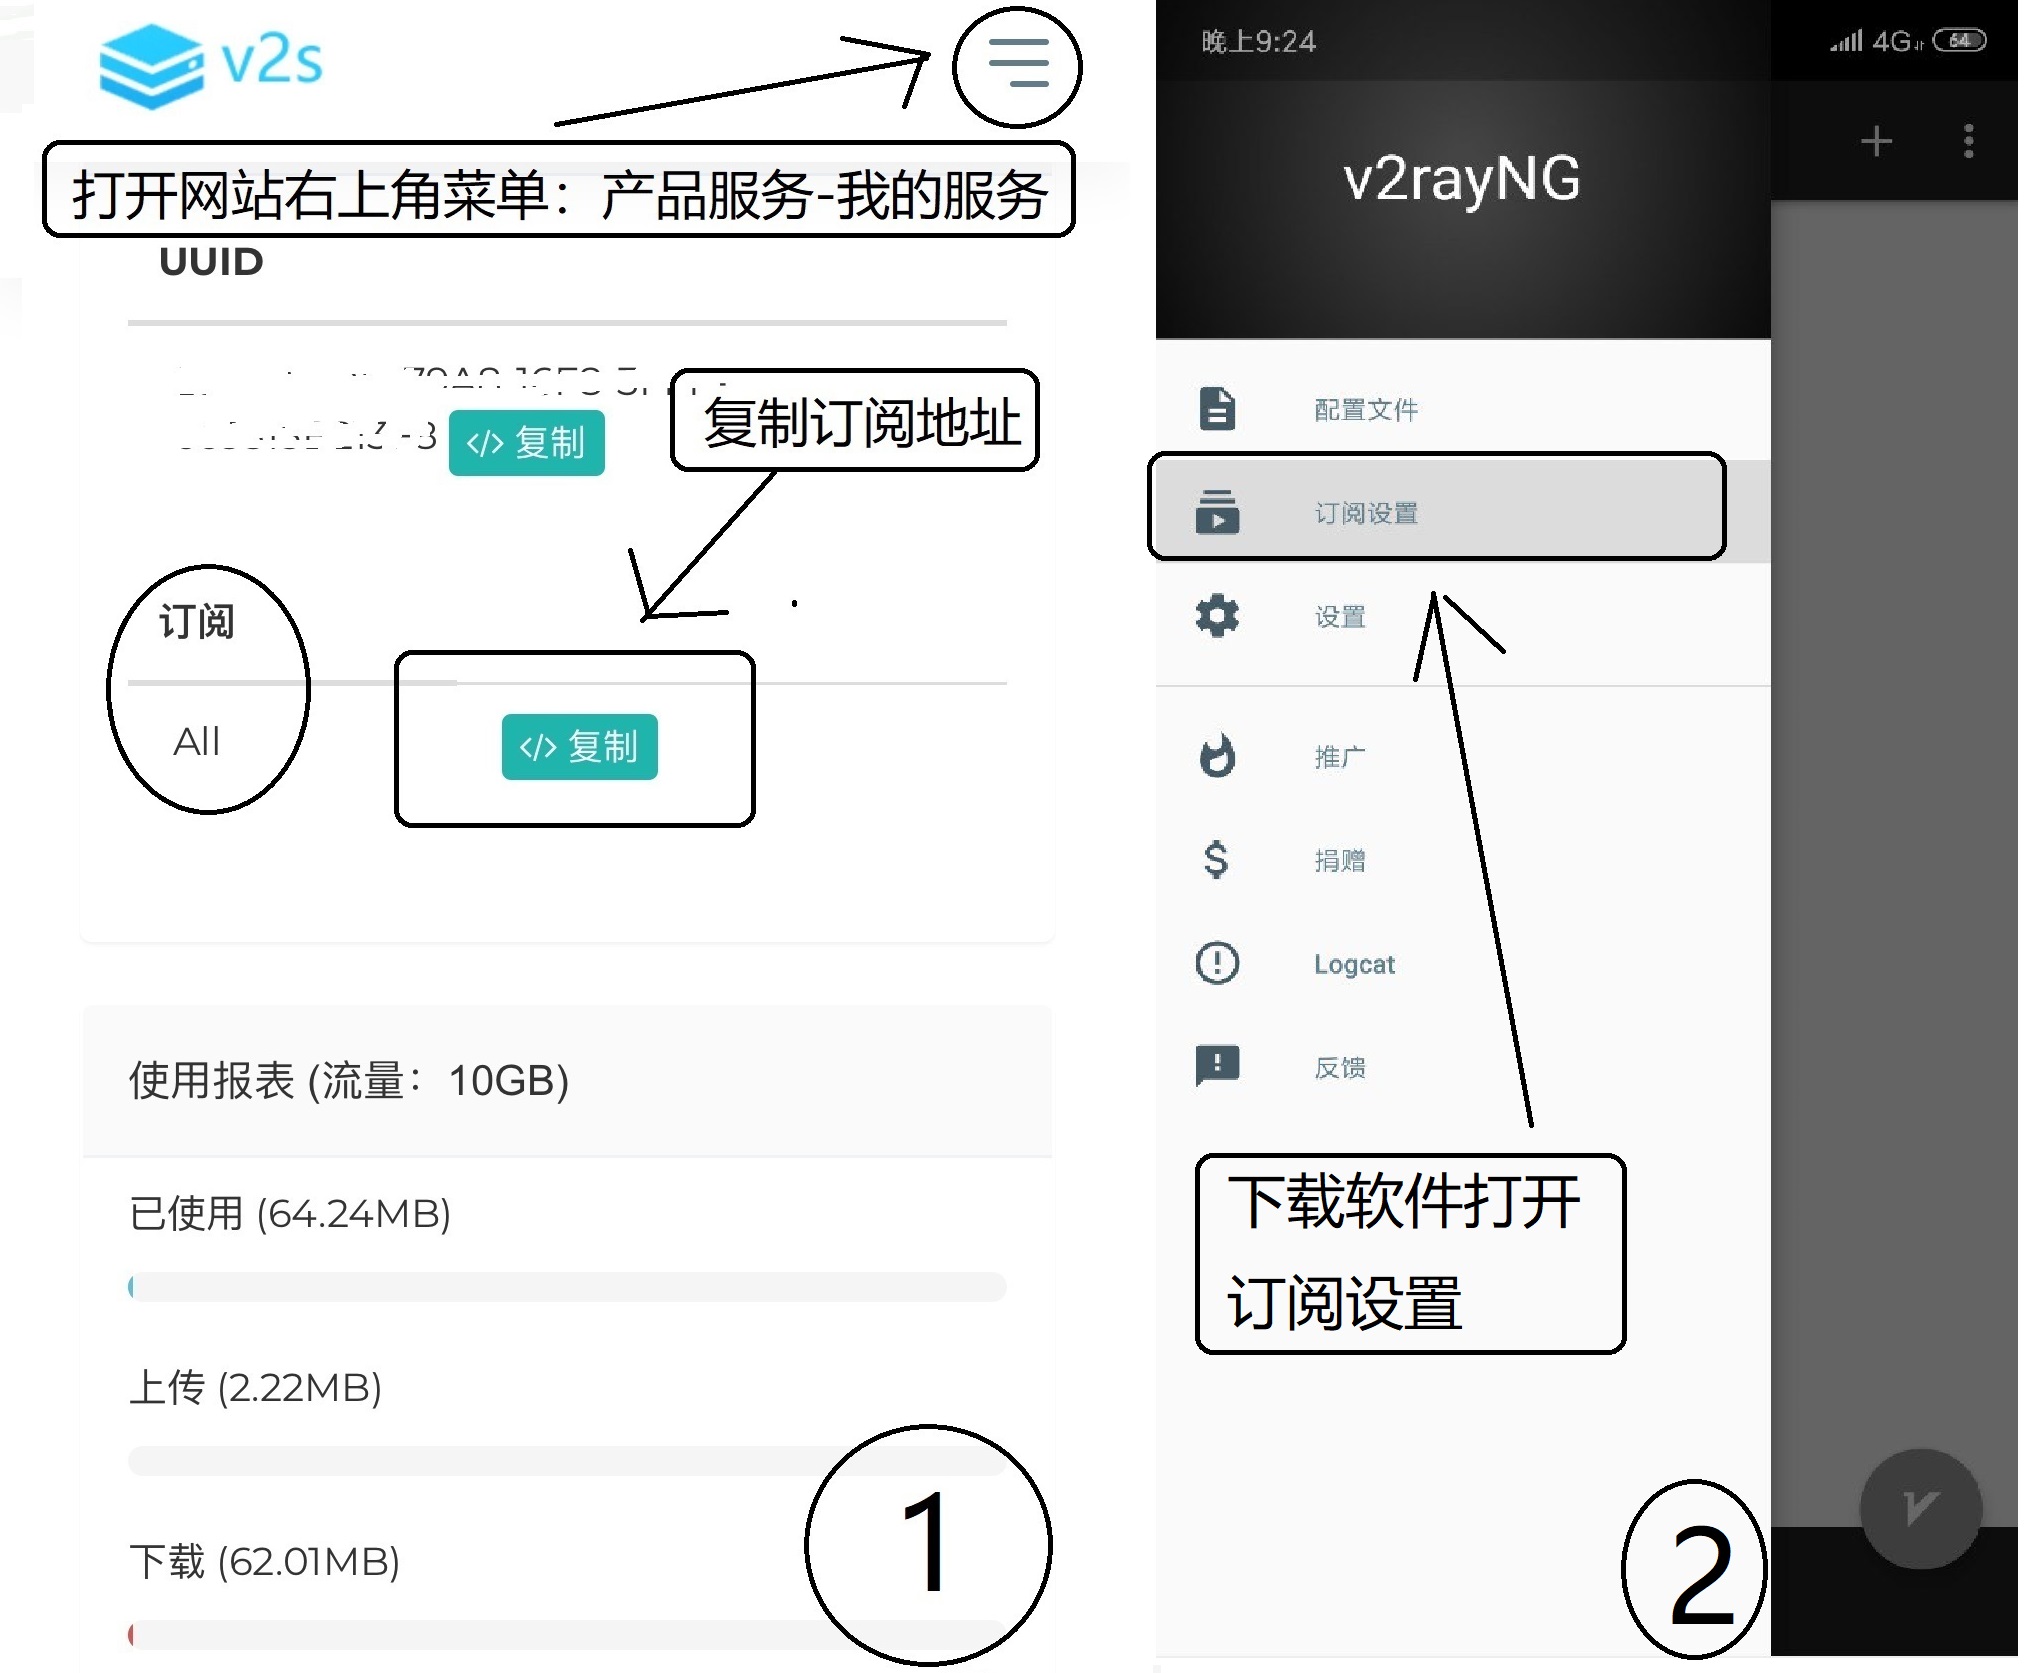 v2s
打开网站右上角菜单：产品服务-我的服务
UUID
复制
复制订阅地址
订阅
All
复制
使用报表 (流量：10GB)
已使用 (64.24MB)
上传 (2.22MB)
下载 (62.01MB)
1
晚上9:24
4G
64
v2rayNG
配置文件
订阅设置
设置
推广
捐赠
Logcat
反馈
下载软件打开
订阅设置
2